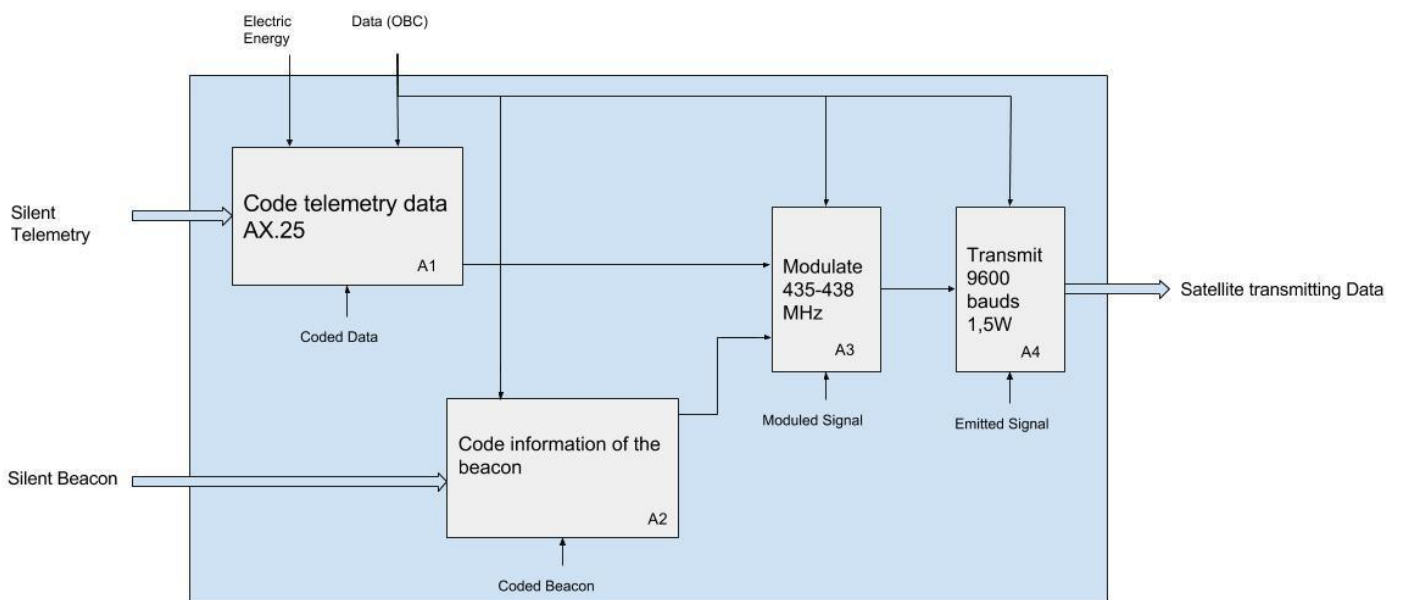 Electric
Energy
Data (OBC)
Silent
Telemetry
Code telemetry data
AX.25
A1
Coded Data
Modulate
435-438
MHz
A3
Moduled Signal
Transmit
9600
bauds
1,5W
A4
Emitted Signal
Satellite transmitting Data
Silent Beacon
Code information of the
beacon
A2
Coded Beacon